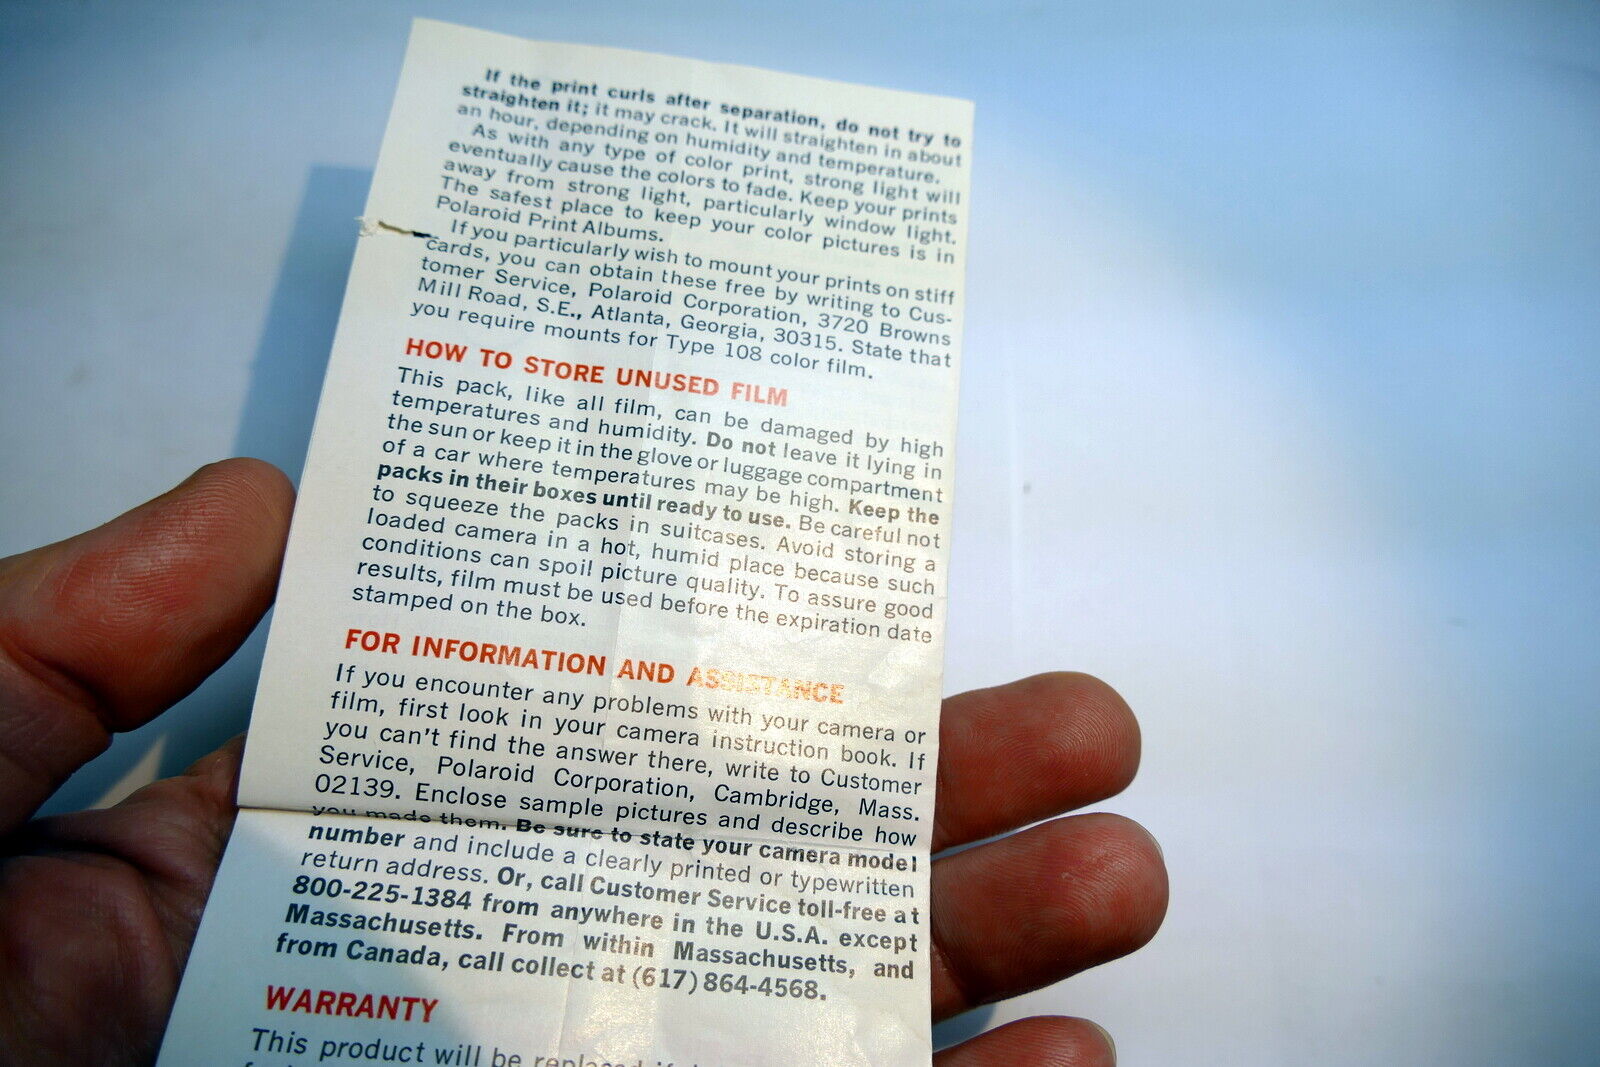 If the print curls after separation, do not try to
straighten it; it may crack. It will straighten in about
an hour, depending on humidity and temperature.
As with any type of color print, strong light will
eventually cause the colors to fade. Keep your prints
away from strong light, particularly window light.
The safest place to keep your color pictures is in
Polaroid Print Albums.
If you particularly wish to mount your prints on stiff
cards, you can obtain these free by writing to Cus-
tomer Service, Polaroid Corporation, 3720 Browns
Mill Road, S.E., Atlanta, Georgia, 30315. State that
you require mounts for Type 108 color film.
HOW TO STORE UNUSED FILM
This pack, like all film, can be damaged by high
temperatures and humidity. Do not leave it lying in
the sun or keep it in the glove or luggage compartment
of a car where temperatures may be high. Keep the
packs in their boxes until ready to use. Be careful not
to squeeze the packs in suitcases. Avoid storing a
loaded camera in a hot, humid place because such
conditions can spoil picture quality. To assure good
results, film must be used before the expiration date
stamped on the box.
FOR INFORMATION AND ASSISTANCE
If you encounter any problems with your camera or
film, first look in your camera instruction book. If
you can't find the answer there, write to Customer
Service, Polaroid Corporation, Cambridge, Mass.
02139. Enclose sample pictures and describe how
you made them. Be sure to state your camera model
number and include a clearly printed or typewritten
return address. Or, call Customer Service toll-free at
800-225-1384 from anywhere in the U.S.A. except
Massachusetts. From within Massachusetts, and
from Canada, call collect at (617) 864-4568.
WARRANTY
This product will be replaced if